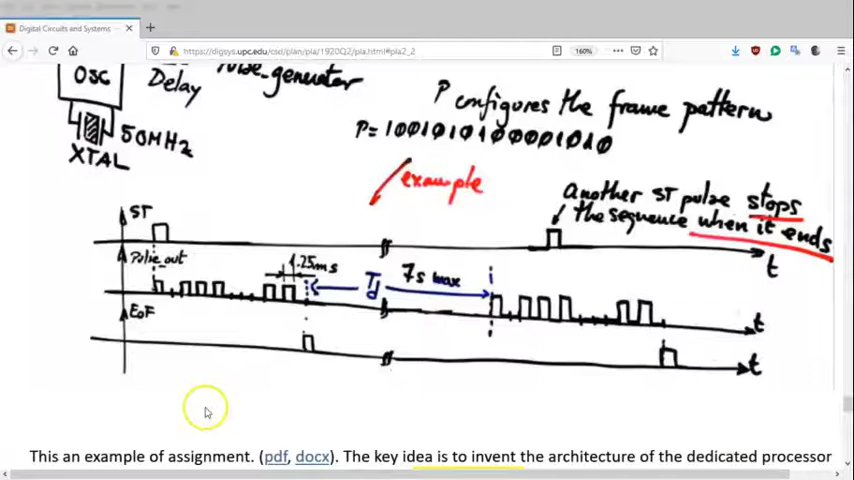 Digital Circuits and Systems
https://digsys.upc.edu/csd/plan/pla/1920Q2/pla.html#pla2_2
160%
OSC
Delay
Pulse_generator
XTAL
50MHz
P configures the frame pattern
P=
example
another ST pulse stops
the sequence when it ends
ST
t
Pulse_out
1.25ms
Td
7s max
t
EoF
t
This an example of assignment. (pdf, docx). The key idea is to invent the architecture of the dedicated processor